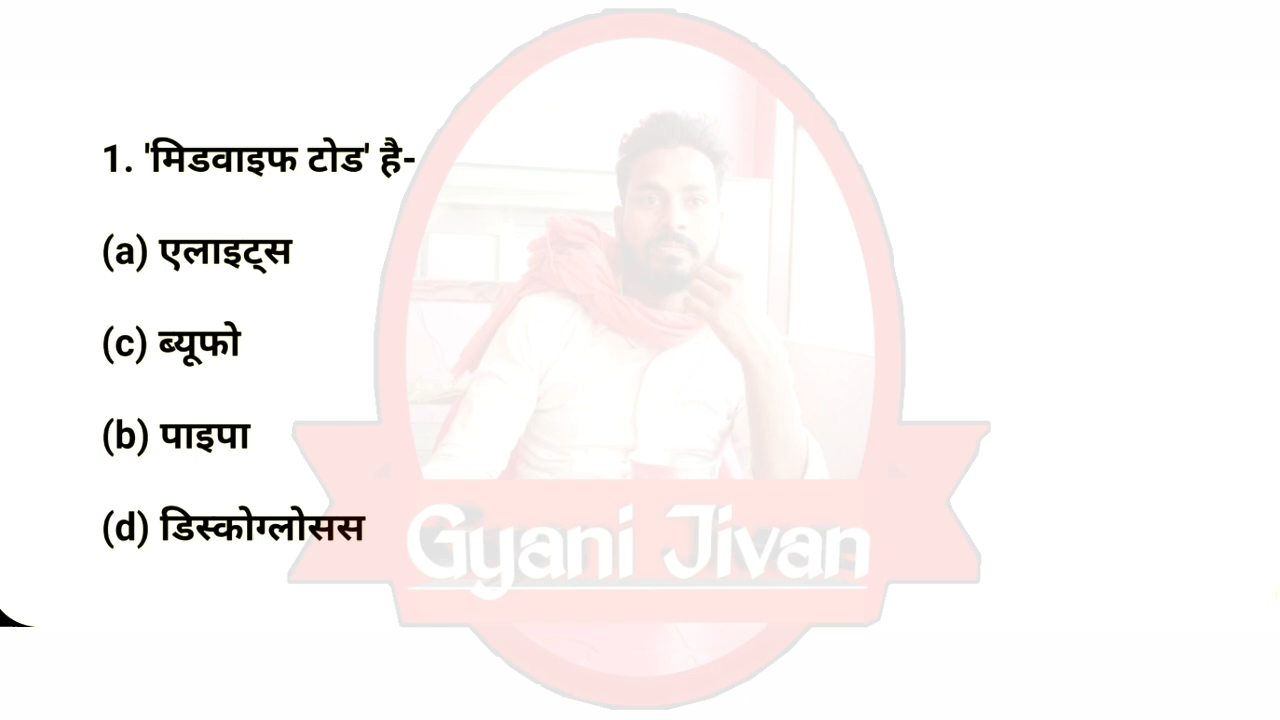 1. 'मिडवाइफ टोड' है-
(a) एलाइट्स
(c) ब्यूफो
(b) पाइपा
(d) डिस्कोग्लोसस
Gyani Jivan